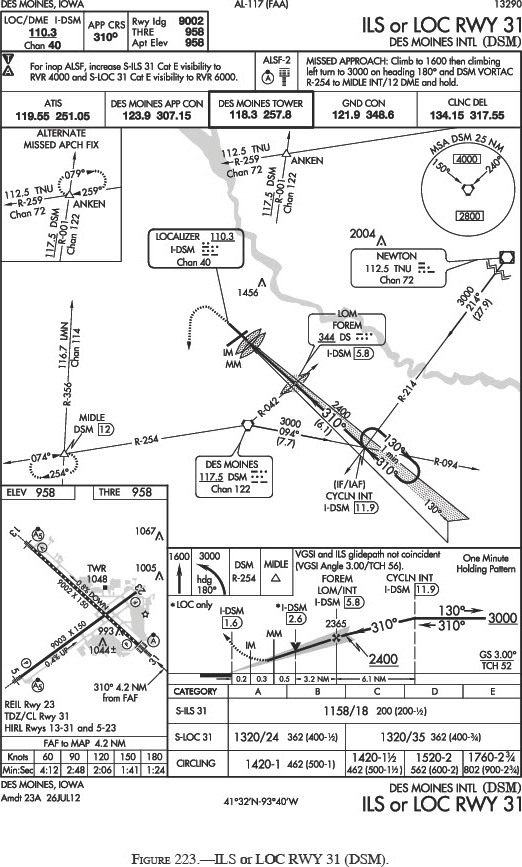 DES MOINES, IOWA
AL-117 (FAA)
13290
LOC/DME I-DSM
110.3
Chan 40
APP CRS
310°
Rwy ldg 9002
THRE 958
Apt Elev 958
ILS or LOC RWY 31
DES MOINES INTL (DSM)
T
A
For inop ALSF, increase S-ILS 31 Cat E visibility to
RVR 4000 and S-LOC 31 Cat E visibility to RVR 6000.
ALSF-2
A
MISSED APPROACH: Climb to 1600 then climbing
left turn to 3000 on heading 180° and DSM VORTAC
R-254 to MIDLE INT/12 DME and hold.
ATIS
119.55 251.05
DES MOINES APP CON
123.9 307.15
DES MOINES TOWER
118.3 257.8
GND CON
121.9 348.6
CLNC DEL
134.15 317.55
ALTERNATE
MISSED APCH FIX
079°
259°
112.5 TNU
R-259
Chan 72
ANKEN
117.5 DSM
R-001
Chan 122
112.5 TNU
R-259
Chan 72
ANKEN
117.5 DSM
R-001
Chan 122
MSA DSM 25 NM
4000
150°
240°
2800
LOCALIZER 110.3
I-DSM
Chan 40
2004
NEWTON
112.5 TNU
Chan 72
1456
3000
214°
(27.9)
LOM
FOREM
344 DS
I-DSM 5.8
IM
MM
116.7 LMN
Chan 114
R-356
R-214
R-042
2400
310°
(6.1)
MIDLE
DSM 12
R-254
3000
094°
(7.7)
130°
1 min
310°
R-094
074°
254°
DES MOINES
117.5 DSM
Chan 122
(IF/IAF)
CYCLN INT
I-DSM 11.9
130°
ELEV 958
THRE 958
1067
13
A5
TWR
1048
1005
23
9002 X 150
0.8% DOWN
9003 X 150
0.4% UP
993
1044±
5
31
A5
310° 4.2 NM
from FAF
REIL Rwy 23
TDZ/CL Rwy 31
HIRL Rwys 13-31 and 5-23
FAF to MAP 4.2 NM
Knots 60 90 120 150 180
Min:Sec 4:12 2:48 2:06 1:41 1:24
1600
3000
hdg
180°
DSM
R-254
MIDLE
VGSI and ILS glidepath not coincident
(VGSI Angle 3.00/TCH 56).
One Minute
Holding Pattern
*LOC only
I-DSM
1.6
*I-DSM
2.6
FOREM
LOM/INT
I-DSM 5.8
CYCLN INT
I-DSM 11.9
IM
MM
2365
310°
130°
310°
3000
2400
GS 3.00°
TCH 52
0.2 0.3 0.5 3.2 NM 6.1 NM
CATEGORY A B C D E
S-ILS 31 1158/18 200 (200-½)
S-LOC 31 1320/24 362 (400-½) 1320/35 362 (400-¾)
CIRCLING 1420-1 462 (500-1) 1420-1½ 462 (500-1½) 1520-2 562 (600-2) 1760-2¾ 802 (900-2¾)
DES MOINES, IOWA
Amdt 23A 26JUL12
41°32'N-93°40'W
DES MOINES INTL (DSM)
ILS or LOC RWY 31
FIGURE 223.—ILS or LOC RWY 31 (DSM).